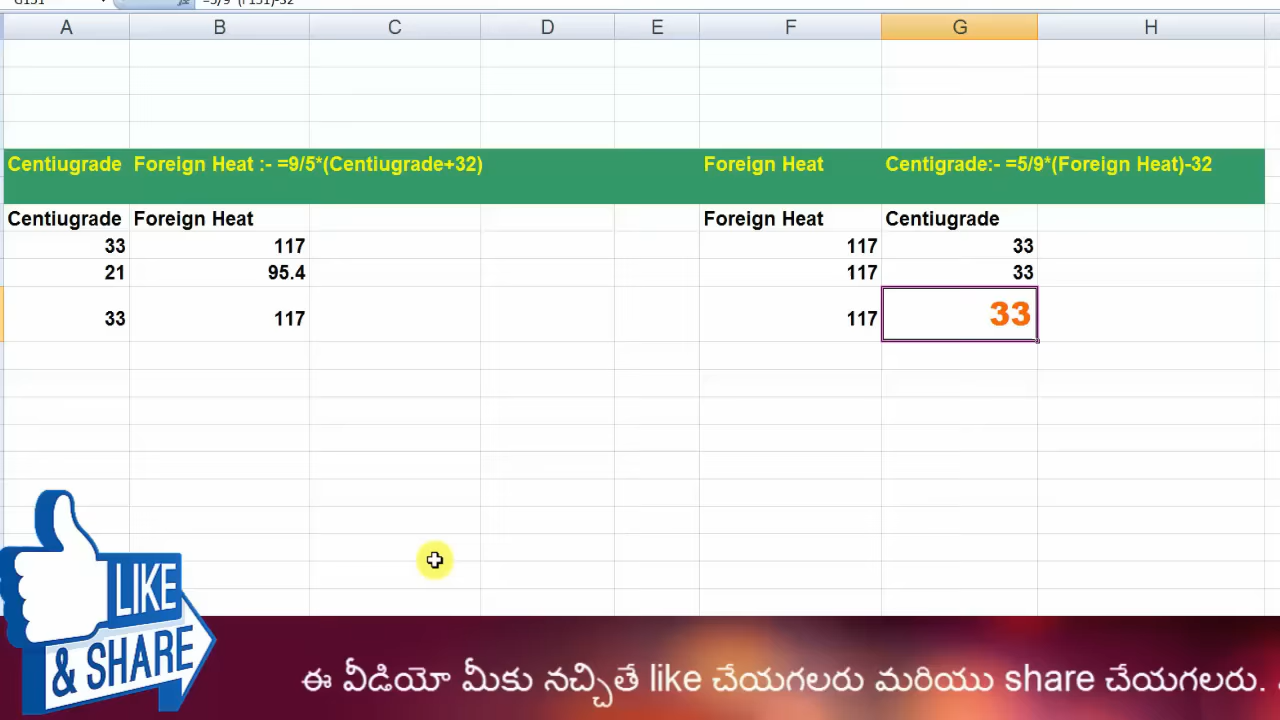 A B C D E F G H
Centiugrade Foreign Heat :- =9/5*(Centiugrade+32) Foreign Heat Centigrade:- =5/9*(Foreign Heat)-32
Centiugrade Foreign Heat Foreign Heat Centiugrade
33 117 117 33
21 95.4 117 33
33 117 117 33
LIKE
& SHARE
ఈ వీడియో మీకు నచ్చితే like చేయగలరు మరియు share చేయగలరు.